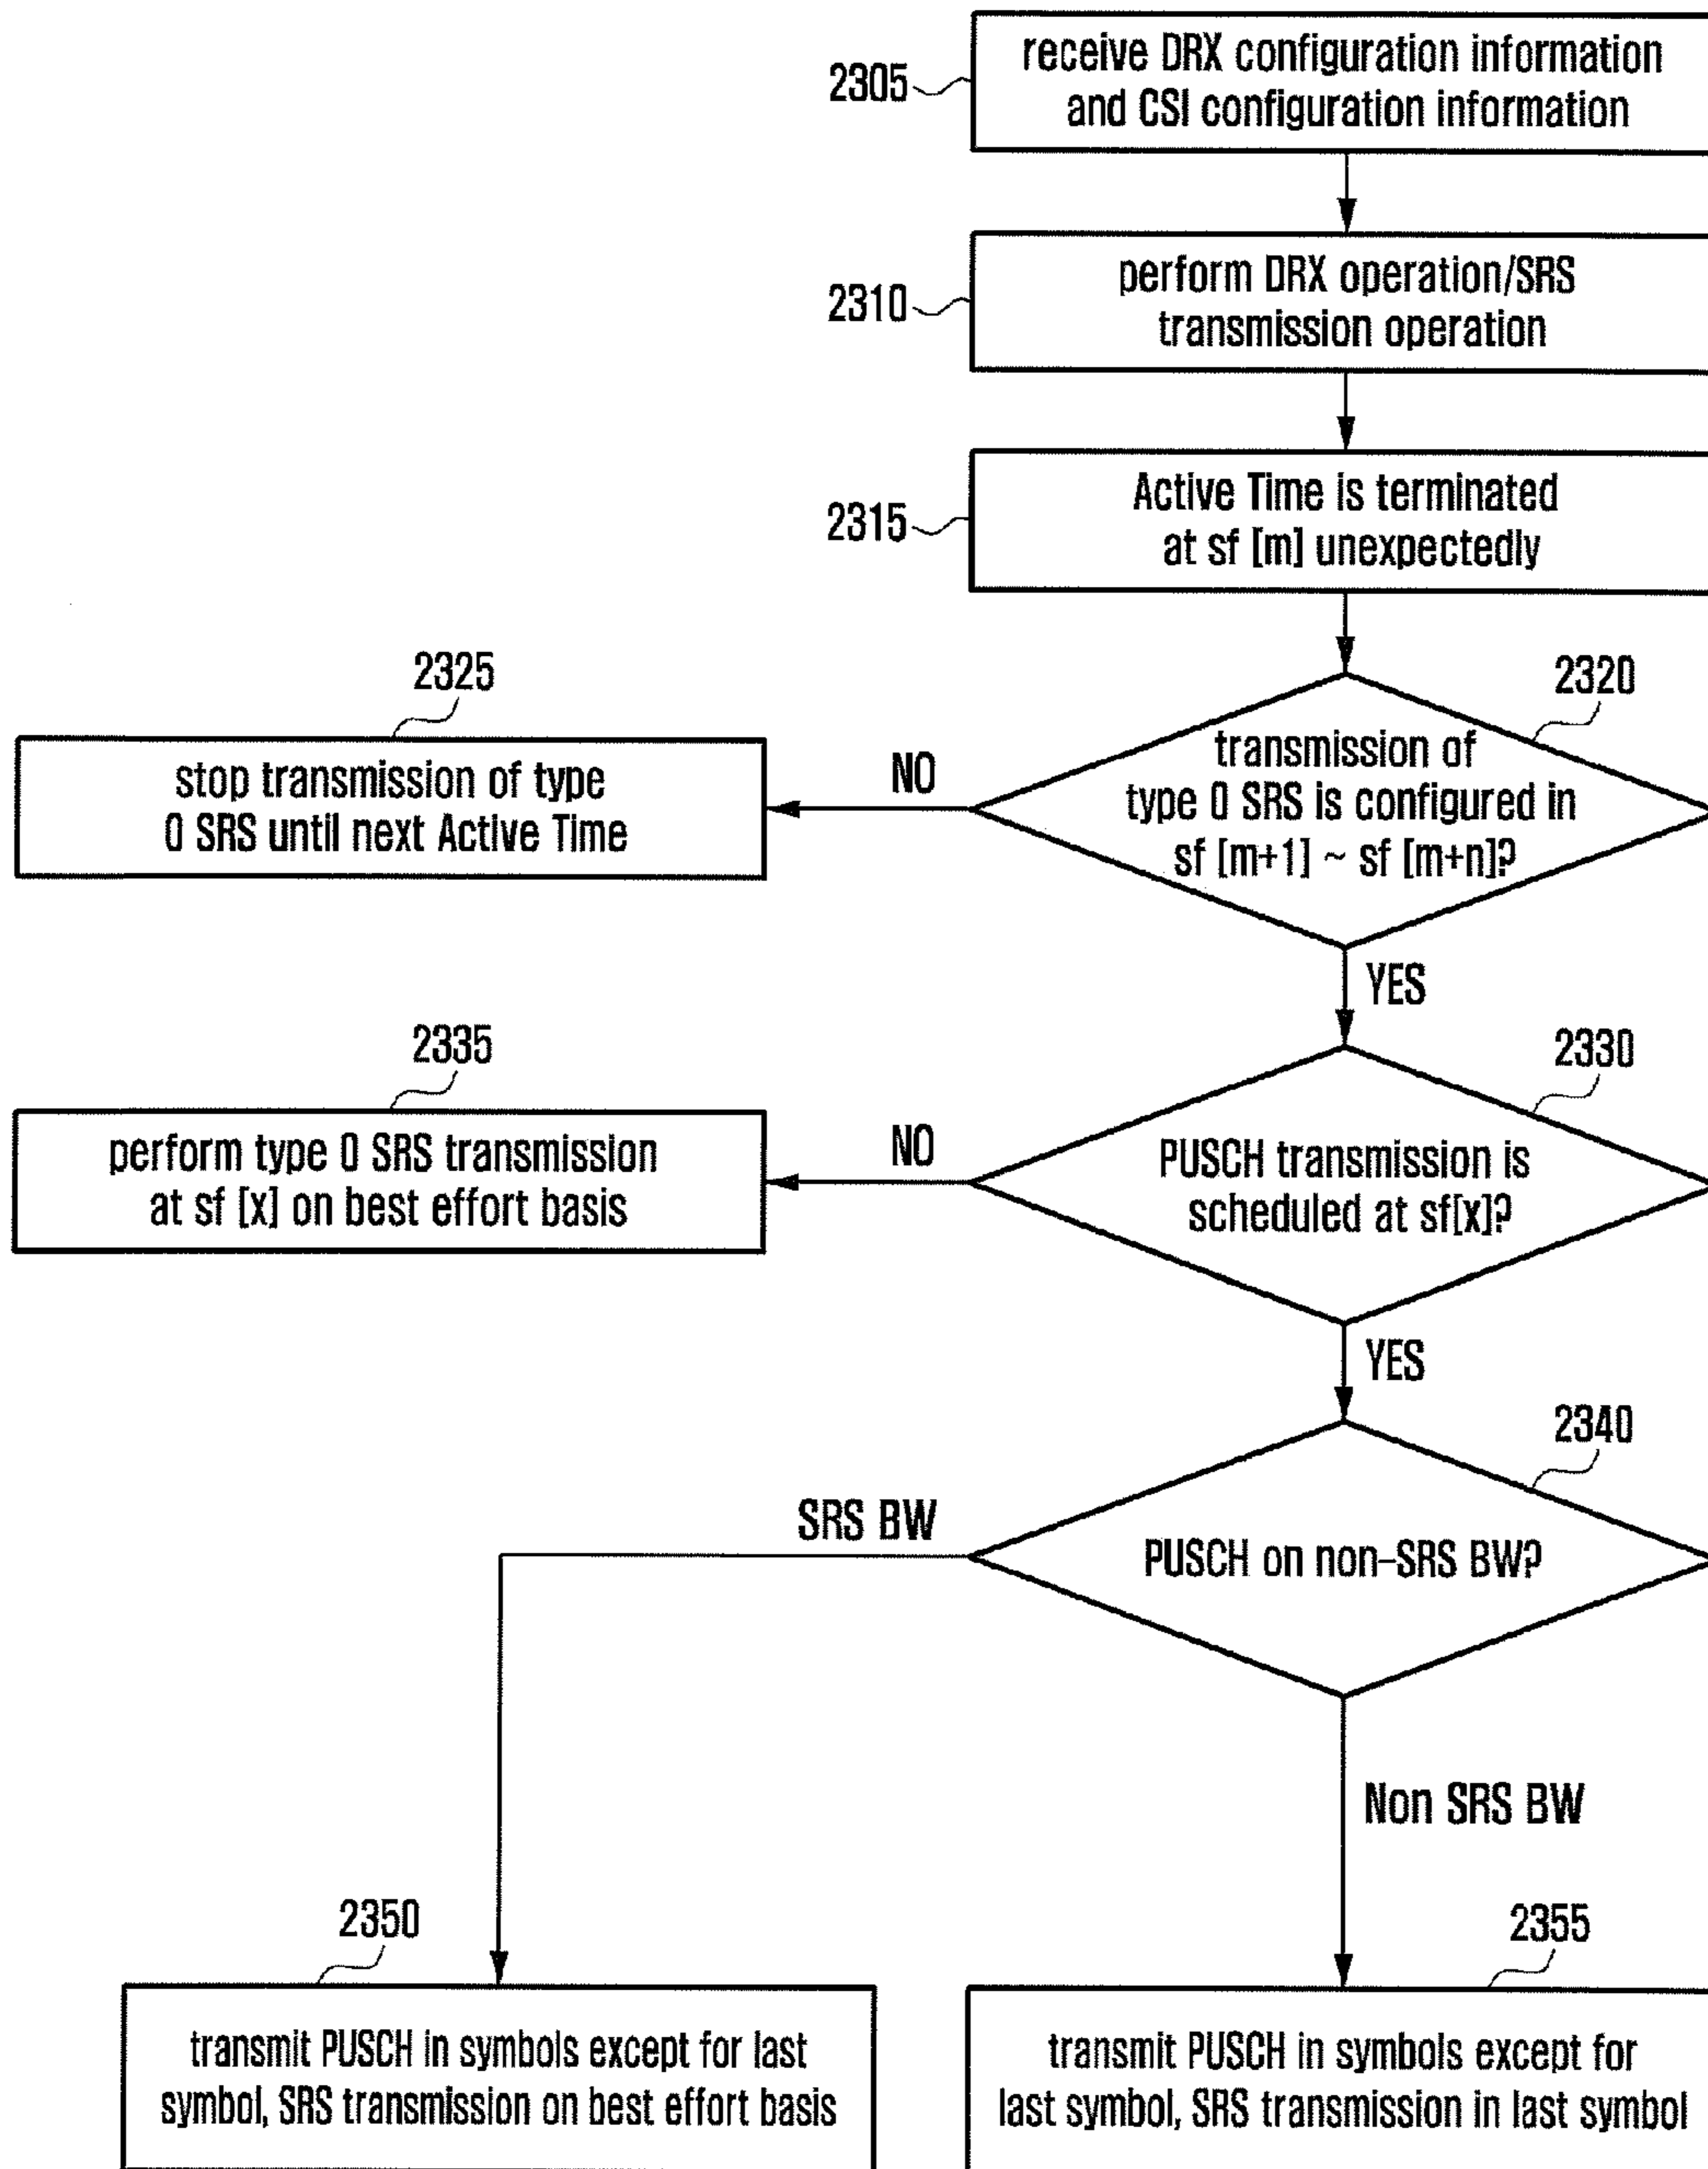 2305
receive DRX configuration information
and CSI configuration information
2310
perform DRX operation/SRS
transmission operation
2315
Active Time is terminated
at sf [m] unexpectedly
2320
transmission of
type 0 SRS is configured in
sf [m+1] ~ sf [m+n]?
NO
2325
stop transmission of type
0 SRS until next Active Time
YES
2330
PUSCH transmission is
scheduled at sf[x]?
NO
2335
perform type 0 SRS transmission
at sf [x] on best effort basis
YES
2340
PUSCH on non-SRS BW?
SRS BW
Non SRS BW
2350
transmit PUSCH in symbols except for last
symbol, SRS transmission on best effort basis
2355
transmit PUSCH in symbols except for
last symbol, SRS transmission in last symbol